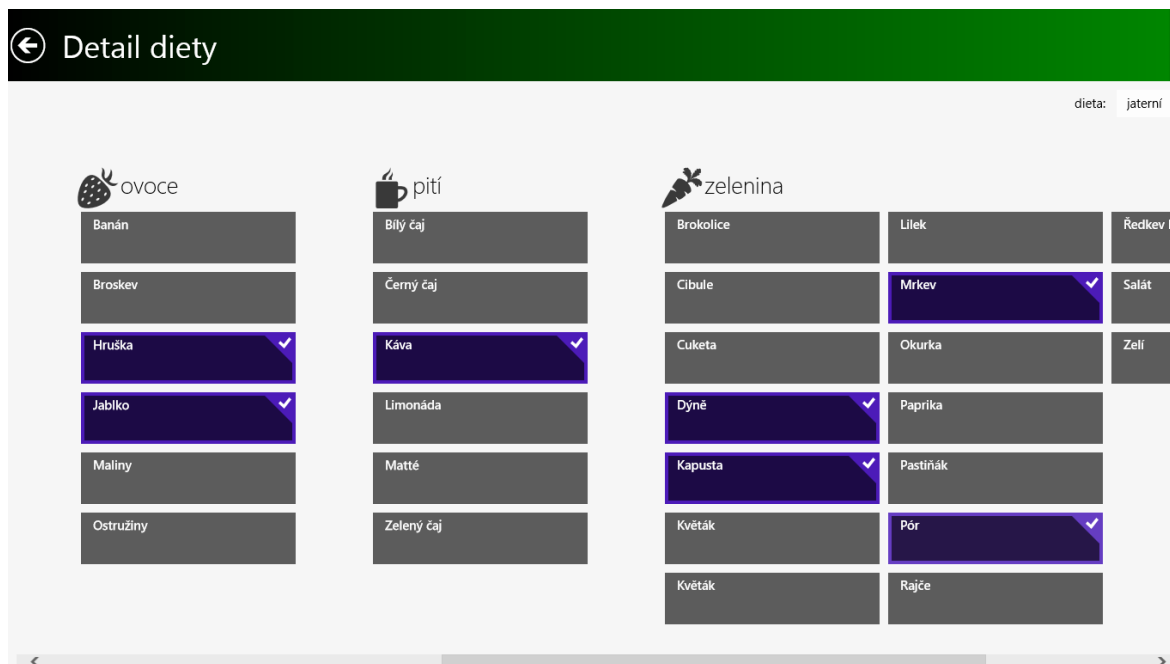 Detail diety
dieta: jaterní
ovoce
Banán
Broskev
Hruška
Jablko
Maliny
Ostružiny
pití
Bílý čaj
Černý čaj
Káva
Limonáda
Matté
Zelený čaj
zelenina
Brokolice
Cibule
Cuketa
Dýně
Kapusta
Květák
Květák
Lilek
Mrkev
Okurka
Paprika
Pastiňák
Pór
Rajče
Ředkev
Salát
Zelí